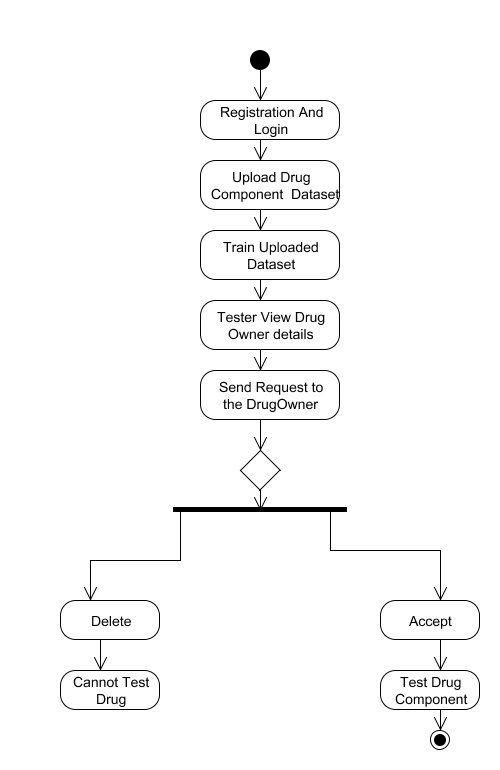 Registration And
Login
Upload Drug
Component Dataset
Train Uploaded
Dataset
Tester View Drug
Owner details
Send Request to
the DrugOwner
Delete
Accept
Cannot Test
Drug
Test Drug
Component